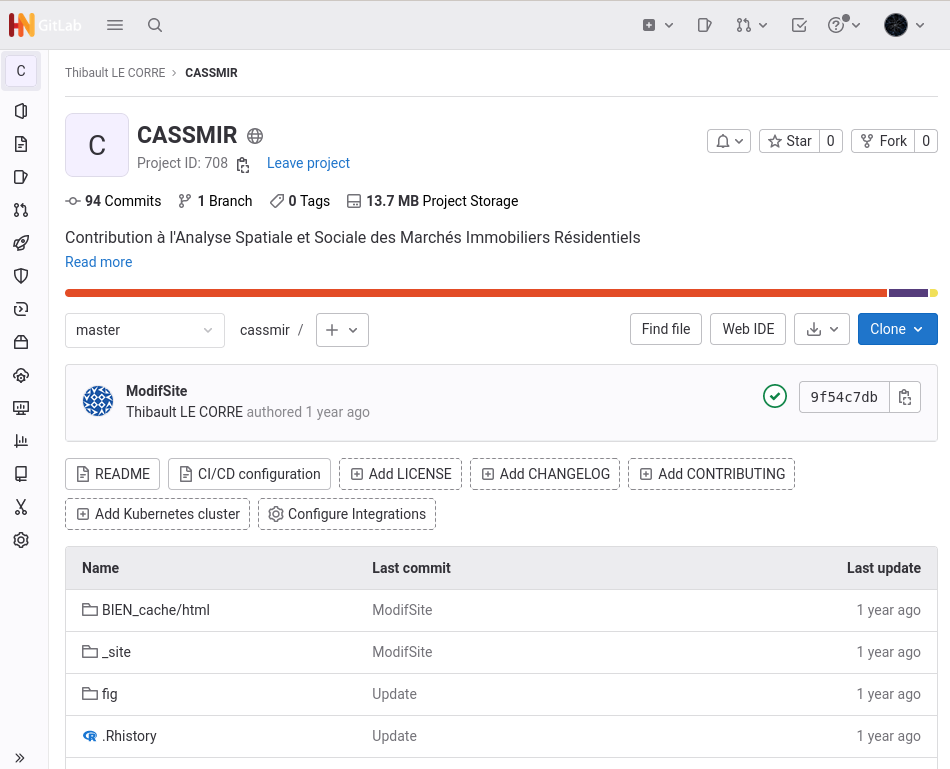 HN GitLab
C
Thibault LE CORRE › CASSMIR
C
CASSMIR
Project ID: 708 Leave project
Star 0 Fork 0
94 Commits 1 Branch 0 Tags 13.7 MB Project Storage
Contribution à l'Analyse Spatiale et Sociale des Marchés Immobiliers Résidentiels
Read more
master cassmir / Find file Web IDE Clone
ModifSite
Thibault LE CORRE authored 1 year ago
9f54c7db
README CI/CD configuration Add LICENSE Add CHANGELOG Add CONTRIBUTING
Add Kubernetes cluster Configure Integrations
Name Last commit Last update
BIEN_cache/html ModifSite 1 year ago
_site ModifSite 1 year ago
fig Update 1 year ago
.Rhistory Update 1 year ago